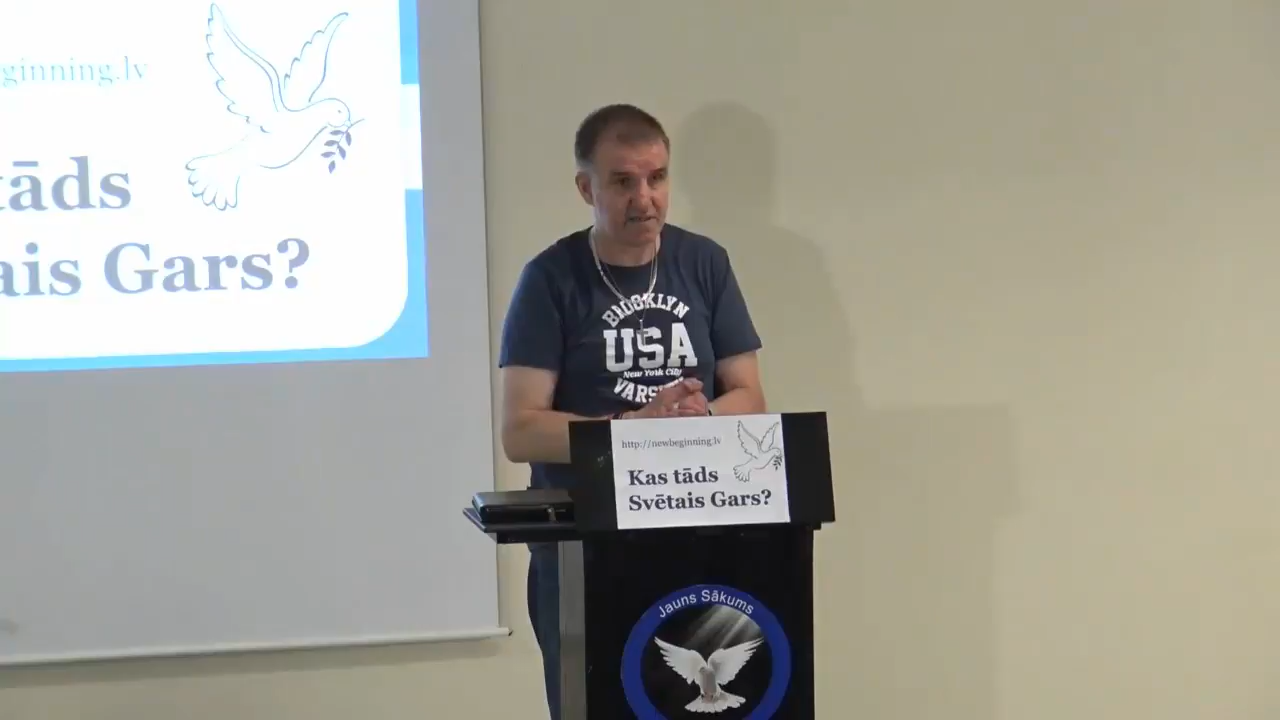 ginning.lv
tāds
ais Gars?
BROOKLYN
USA
New York City
http://newbeginning.lv
Kas tāds
Svētais Gars?
Jauns Sākums